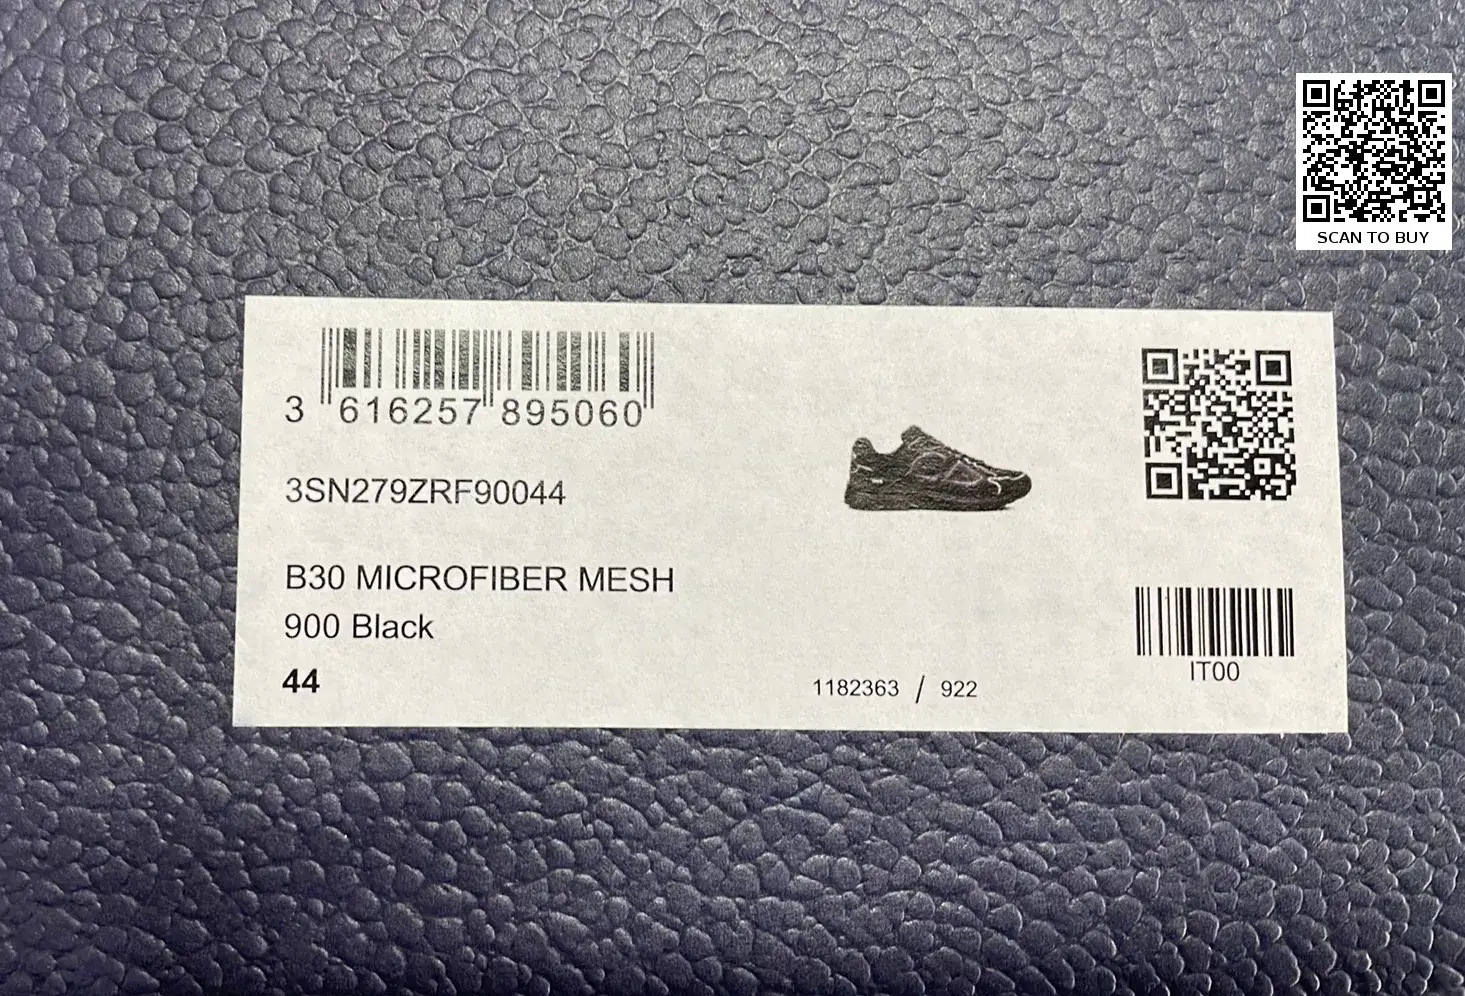 SCAN TO BUY
3 616257 895060
3SN279ZRF90044
B30 MICROFIBER MESH
900 Black
44
1182363 / 922
IT00